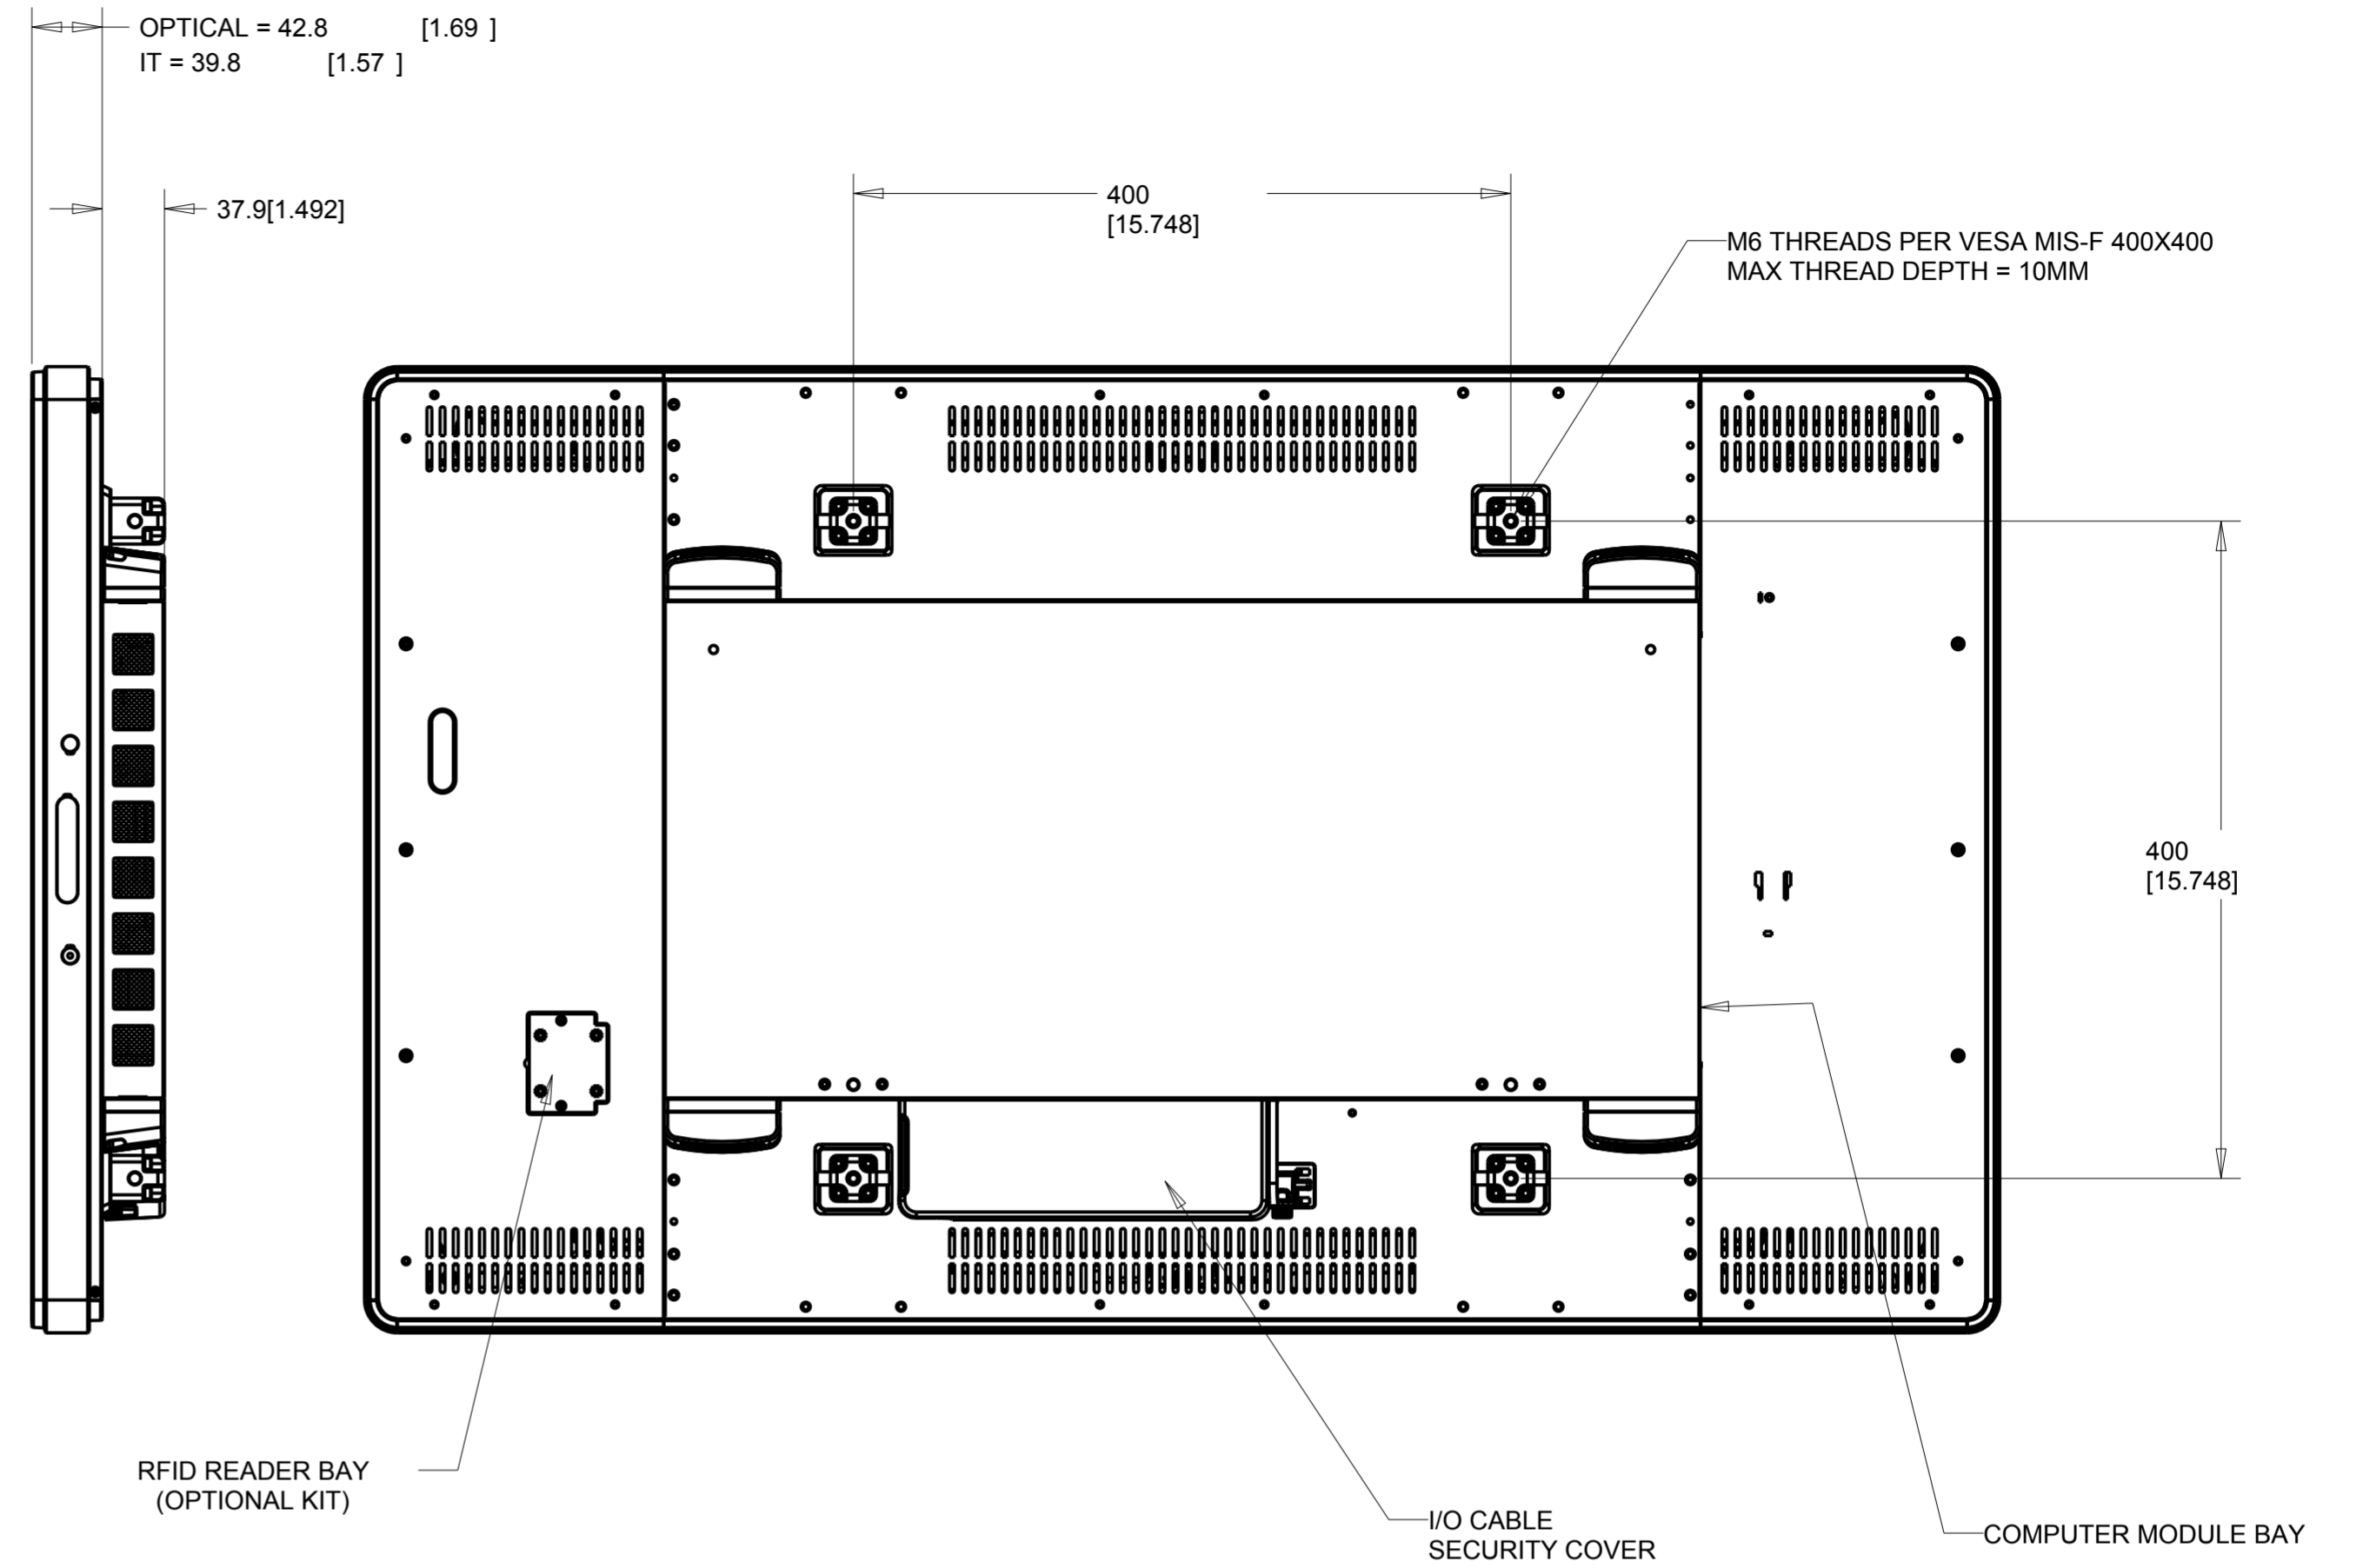 OPTICAL = 42.8 [1.69 ]
IT = 39.8 [1.57 ]
37.9[1.492]
400
[15.748]
M6 THREADS PER VESA MIS-F 400X400
MAX THREAD DEPTH = 10MM
400
[15.748]
RFID READER BAY
(OPTIONAL KIT)
I/O CABLE
SECURITY COVER
COMPUTER MODULE BAY